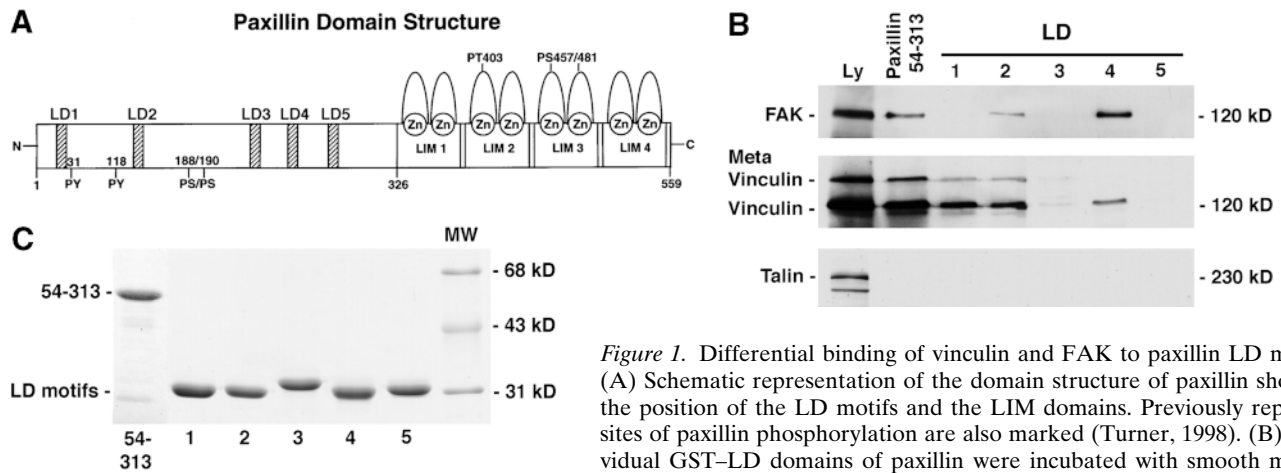 A
Paxillin Domain Structure
PT403 PS457/481
LD1 LD2 LD3 LD4 LD5
Zn Zn Zn Zn Zn Zn Zn Zn
N
C
LIM 1 LIM 2 LIM 3 LIM 4
31 118 188/190
1 PY PY PS/PS 326 559
B
LD
Ly Paxillin 54-313 1 2 3 4 5
FAK - - 120 kD
Meta
Vinculin -
Vinculin - - 120 kD
Talin - - 230 kD
C
MW
- 68 kD
54-313 -
- 43 kD
LD motifs - - 31 kD
54-313 1 2 3 4 5
Figure 1. Differential binding of vinculin and FAK to paxillin LD m
(A) Schematic representation of the domain structure of paxillin sho
the position of the LD motifs and the LIM domains. Previously rep
sites of paxillin phosphorylation are also marked (Turner, 1998). (B)
vidual GST–LD domains of paxillin were incubated with smooth m